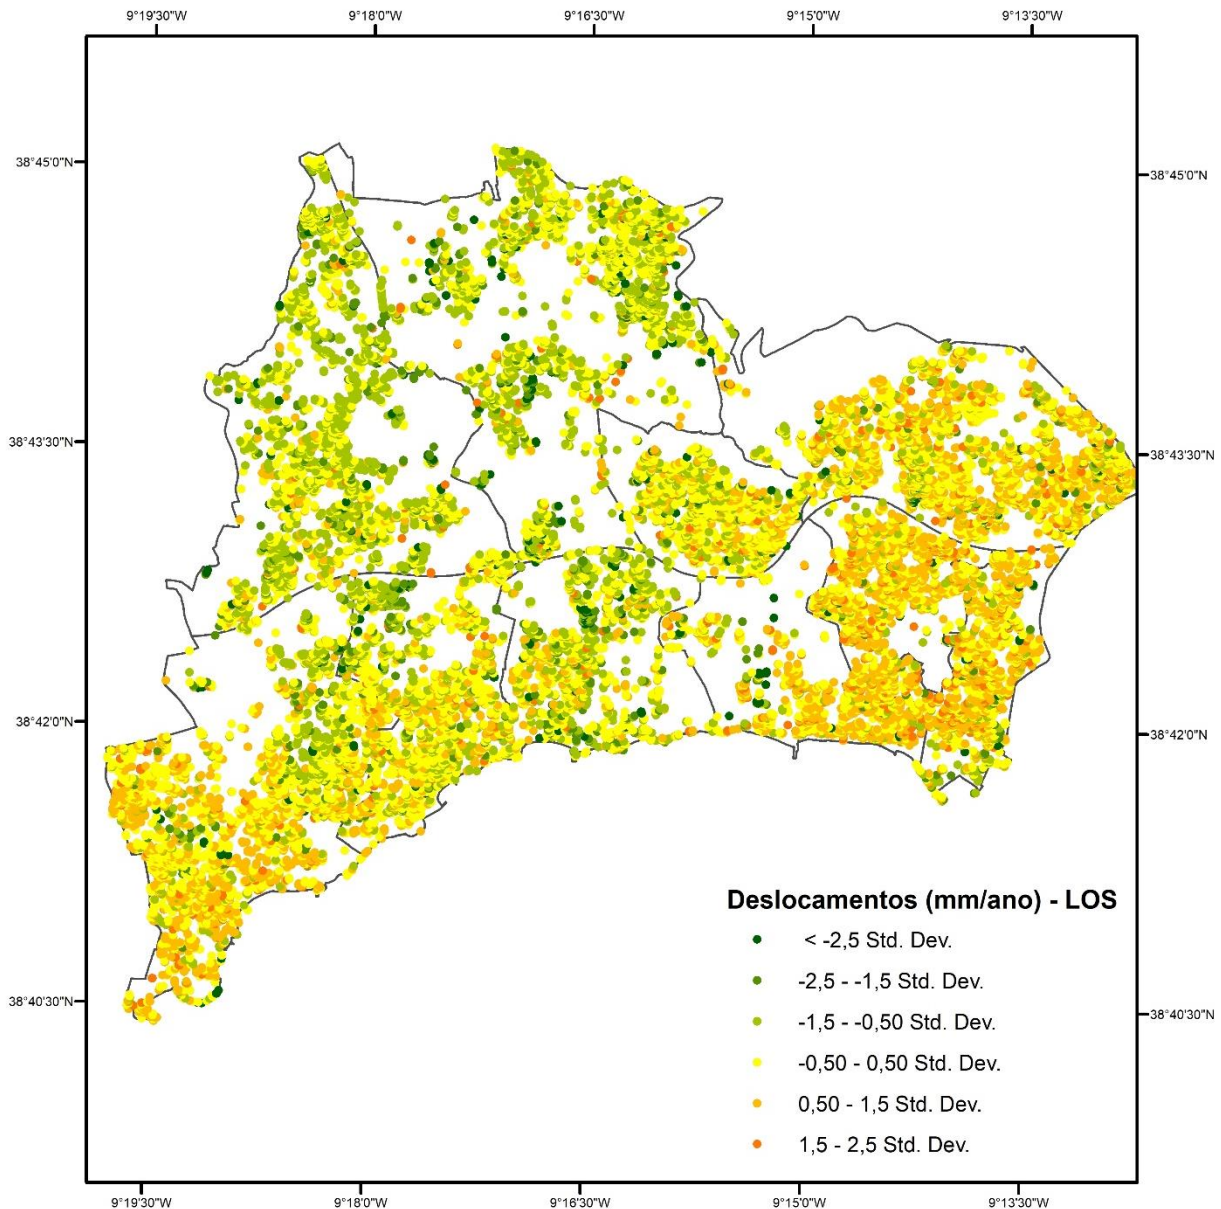 9°19'30"W 9°18'0"W 9°16'30"W 9°15'0"W 9°13'30"W
38°45'0"N 38°45'0"N
38°43'30"N 38°43'30"N
38°42'0"N 38°42'0"N
Deslocamentos (mm/ano) - LOS
< -2,5 Std. Dev.
-2,5 - -1,5 Std. Dev.
38°40'30"N 38°40'30"N
-1,5 - -0,50 Std. Dev.
-0,50 - 0,50 Std. Dev.
0,50 - 1,5 Std. Dev.
1,5 - 2,5 Std. Dev.
9°19'30"W 9°18'0"W 9°16'30"W 9°15'0"W 9°13'30"W